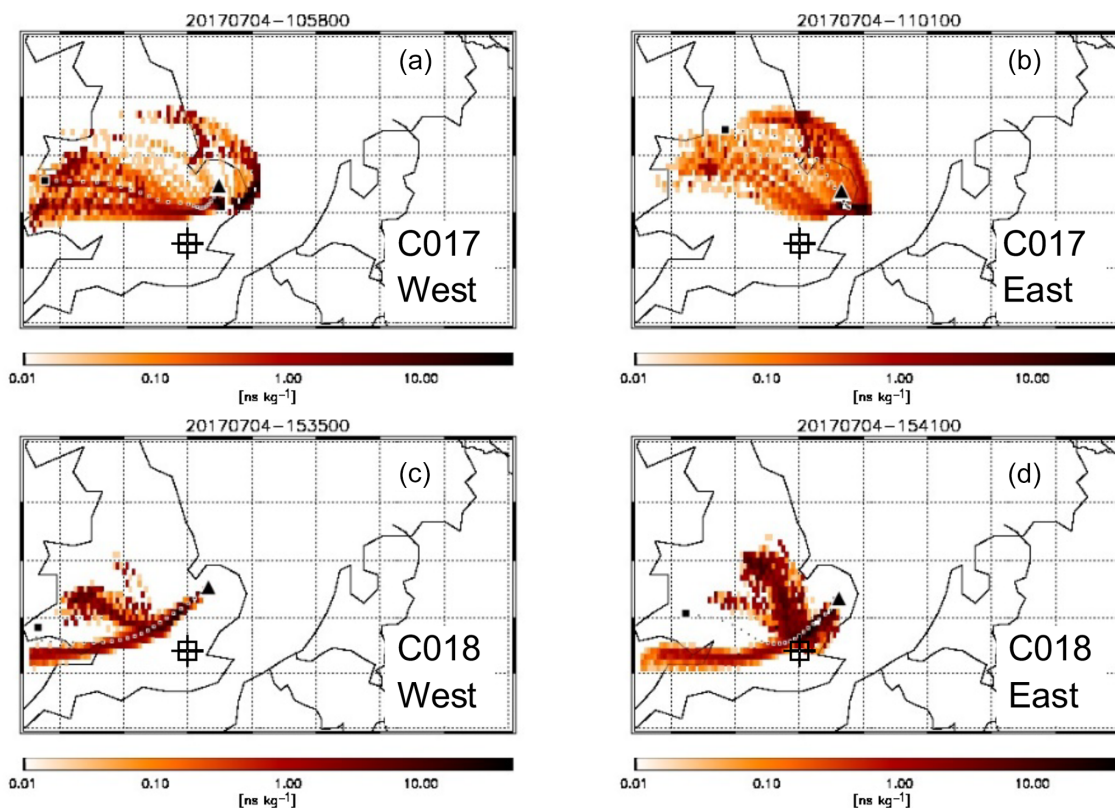 20170704-105800
(a)
C017
West
0.01 0.10 1.00 10.00
[ns kg⁻¹]
20170704-110100
(b)
C017
East
0.01 0.10 1.00 10.00
[ns kg⁻¹]
20170704-153500
(c)
C018
West
0.01 0.10 1.00 10.00
[ns kg⁻¹]
20170704-154100
(d)
C018
East
0.01 0.10 1.00 10.00
[ns kg⁻¹]